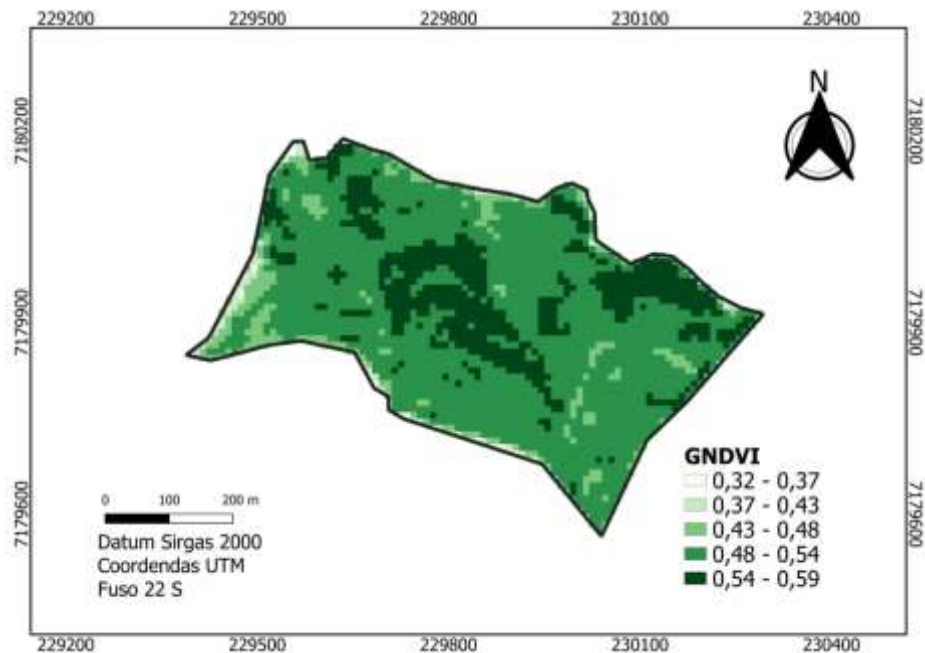 229200 229500 229800 230100 230400
N
7180200 7180200
7179900 7179900
7179600 7179600
GNDVI
0,32 - 0,37
0,37 - 0,43
0,43 - 0,48
0,48 - 0,54
0,54 - 0,59
0 100 200 m
Datum Sirgas 2000
Coordendas UTM
Fuso 22 S
229200 229500 229800 230100 230400